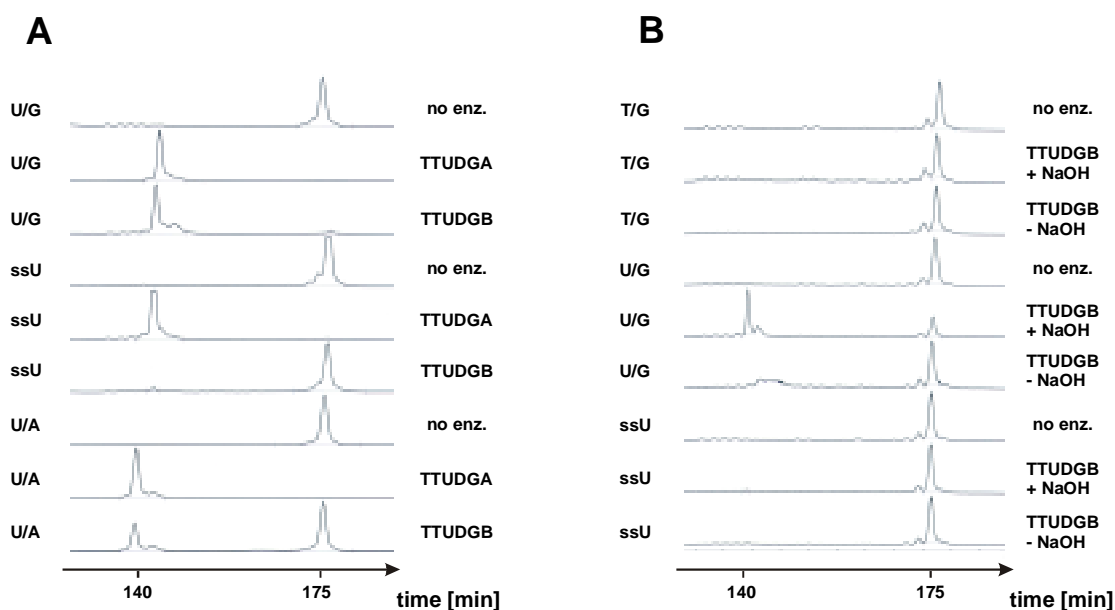 A
U/G no enz.
U/G TTUDGA
U/G TTUDGB
ssU no enz.
ssU TTUDGA
ssU TTUDGB
U/A no enz.
U/A TTUDGA
U/A TTUDGB
140 175
time [min]
B
T/G no enz.
T/G TTUDGB
+ NaOH
T/G TTUDGB
- NaOH
U/G no enz.
U/G TTUDGB
+ NaOH
U/G TTUDGB
- NaOH
ssU no enz.
ssU TTUDGB
+ NaOH
ssU TTUDGB
- NaOH
140 175
time [min]